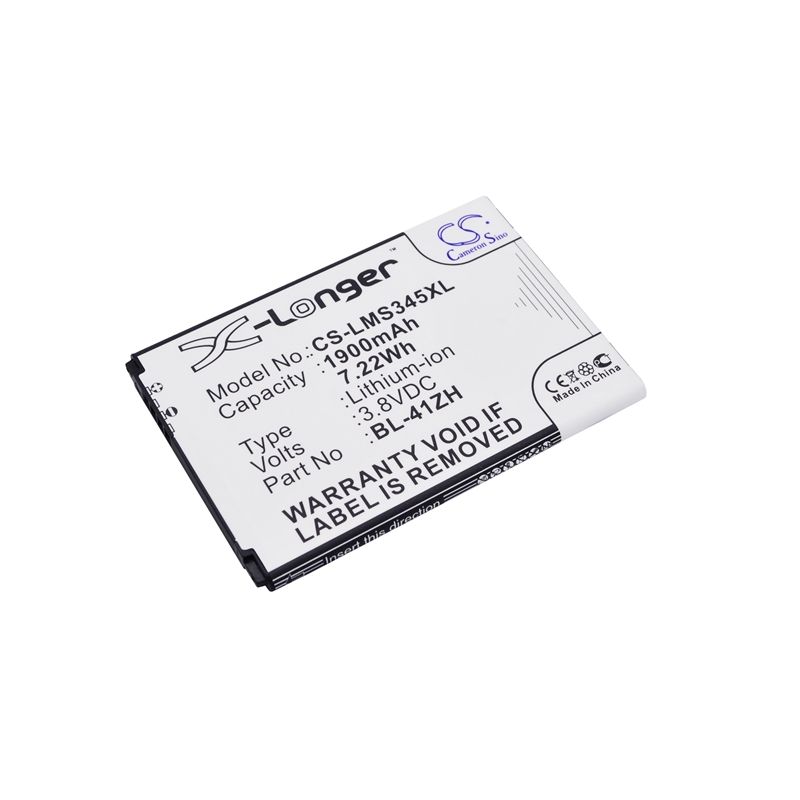 CS
Cameron Sino
X-Longer™
Model No.: CS-LMS345XL
Capacity : 1900mAh
7.22Wh
Type : Lithium-ion
Volts : 3.8VDC
Part No : BL-41ZH
WARRANTY VOID IF
LABEL IS REMOVED
Insert this direction
CE
Made in China